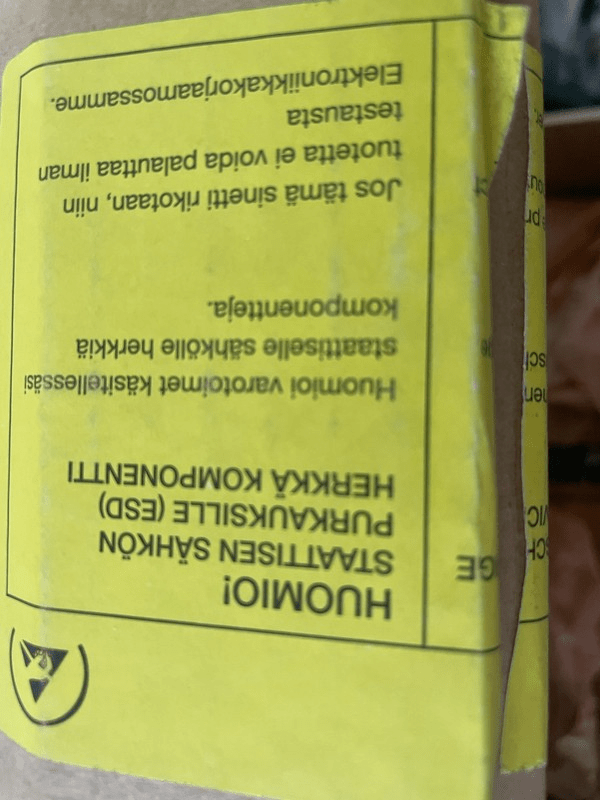 HUOMIO!
STAATTISEN SÄHKÖN
PURKAUKSILLE (ESD)
HERKKÄ KOMPONENTTI
Huomioi varotoimet käsitellessäsi
staattiselle sähkölle herkkiä
komponentteja.
Jos tämä sinetti rikotaan, niin
tuotetta ei voida palauttaa ilman
testausta
Elektroniikkakorjaamossamme.